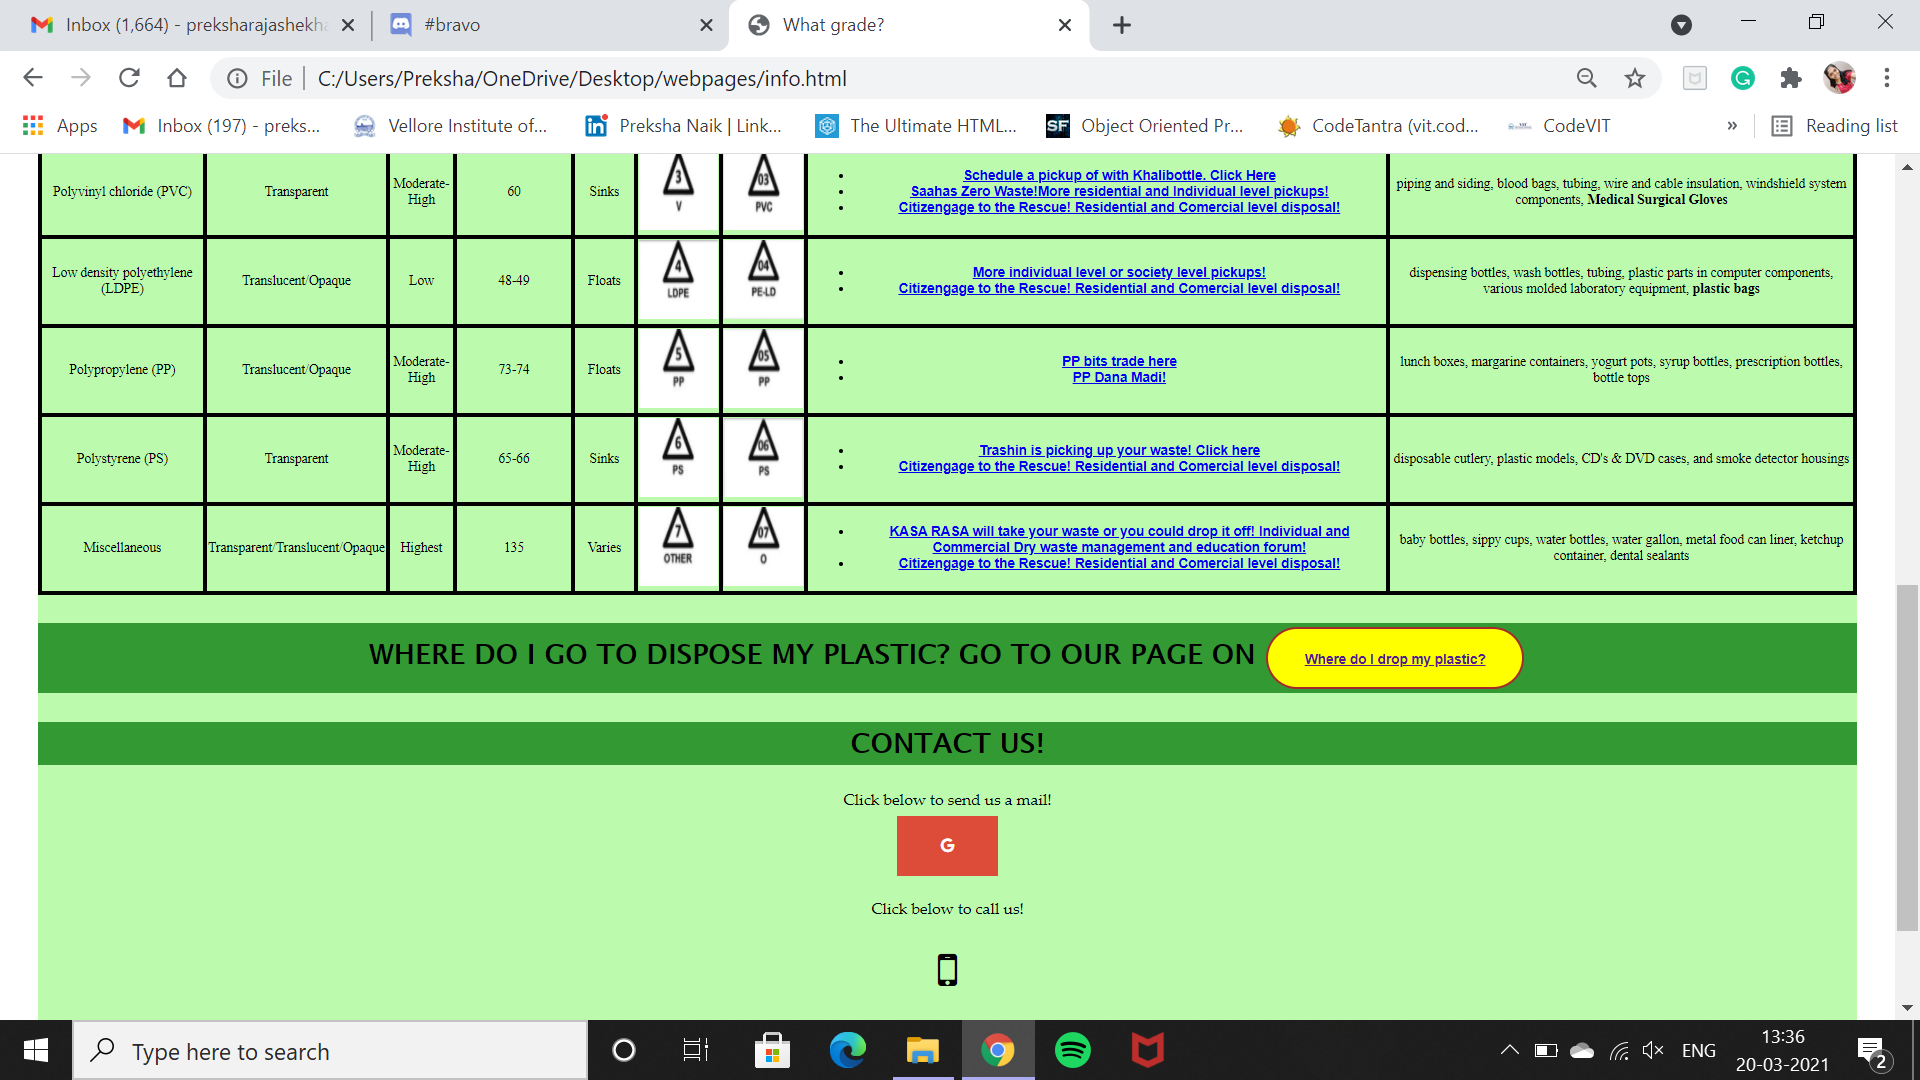 Inbox (1,664) - preksharajashekha
#bravo
What grade?
File
C:/Users/Preksha/OneDrive/Desktop/webpages/info.html
Apps
Inbox (197) - preks...
Vellore Institute of...
Preksha Naik | Link...
The Ultimate HTML...
SF
Object Oriented Pr...
CodeTantra (vit.cod...
CodeVIT
»
Reading list
Polyvinyl chloride (PVC)
Transparent
Moderate-
High
60
Sinks
3
V
03
PVC
Schedule a pickup of with Khalibottle. Click Here
Saahas Zero Waste!More residential and Individual level pickups!
Citizengage to the Rescue! Residential and Comercial level disposal!
piping and siding, blood bags, tubing, wire and cable insulation, windshield system
components, Medical Surgical Gloves
Low density polyethylene
(LDPE)
Translucent/Opaque
Low
48-49
Floats
4
LDPE
04
PE-LD
More individual level or society level pickups!
Citizengage to the Rescue! Residential and Comercial level disposal!
dispensing bottles, wash bottles, tubing, plastic parts in computer components,
various molded laboratory equipment, plastic bags
Polypropylene (PP)
Translucent/Opaque
Moderate-
High
73-74
Floats
5
PP
05
PP
PP bits trade here
PP Dana Madi!
lunch boxes, margarine containers, yogurt pots, syrup bottles, prescription bottles,
bottle tops
Polystyrene (PS)
Transparent
Moderate-
High
65-66
Sinks
6
PS
06
PS
Trashin is picking up your waste! Click here
Citizengage to the Rescue! Residential and Comercial level disposal!
disposable cutlery, plastic models, CD's & DVD cases, and smoke detector housings
Miscellaneous
Transparent/Translucent/Opaque
Highest
135
Varies
7
OTHER
07
O
KASA RASA will take your waste or you could drop it off! Individual and
Commercial Dry waste management and education forum!
Citizengage to the Rescue! Residential and Comercial level disposal!
baby bottles, sippy cups, water bottles, water gallon, metal food can liner, ketchup
container, dental sealants
WHERE DO I GO TO DISPOSE MY PLASTIC? GO TO OUR PAGE ON
Where do I drop my plastic?
CONTACT US!
Click below to send us a mail!
G
Click below to call us!
Type here to search
ENG
13:36
20-03-2021
2